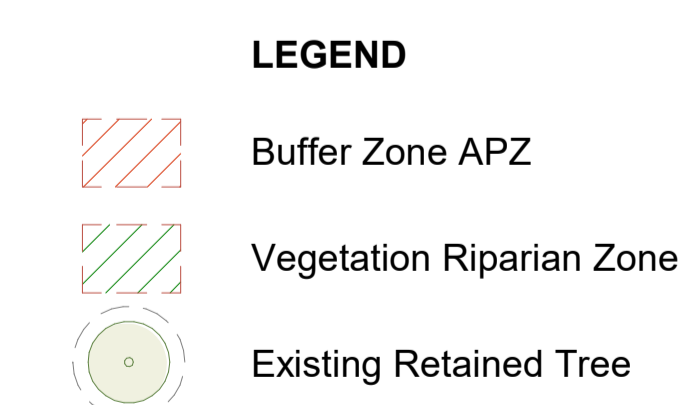 LEGEND
Buffer Zone APZ
Vegetation Riparian Zone
Existing Retained Tree